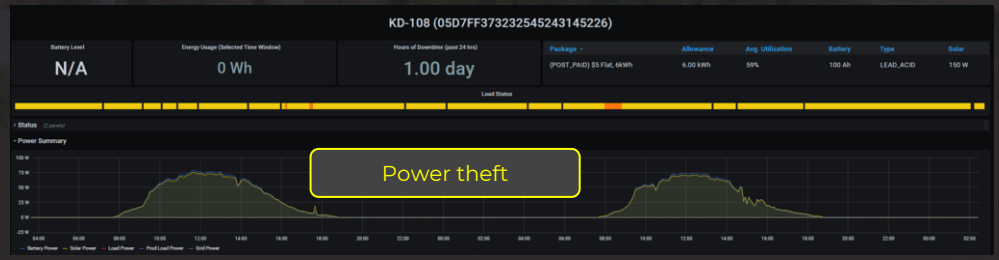 KD-108 (05D7FF373232545243145226)
Battery Level
N/A
Energy Usage (Selected Time Window)
0 Wh
Hours of Downtime (past 24 hrs)
1.00 day
Package Allowance Avg. Utilization Battery Type Solar
(POST_PAID) $5 Flat, 6kWh 6.00 kWh 59% 100 Ah LEAD_ACID 150 W
Load Status
› Status (2 panels)
Power Summary
Power theft
100 W
75 W
50 W
25 W
0 W
-25 W
04:00 06:00 08:00 10:00 12:00 14:00 16:00 18:00 20:00 22:00 00:00 02:00 04:00 06:00 08:00 10:00 12:00 14:00 16:00 18:00 20:00 22:00 00:00 02:00
Battery Power Solar Power Load Power Prod Load Power Grid Power